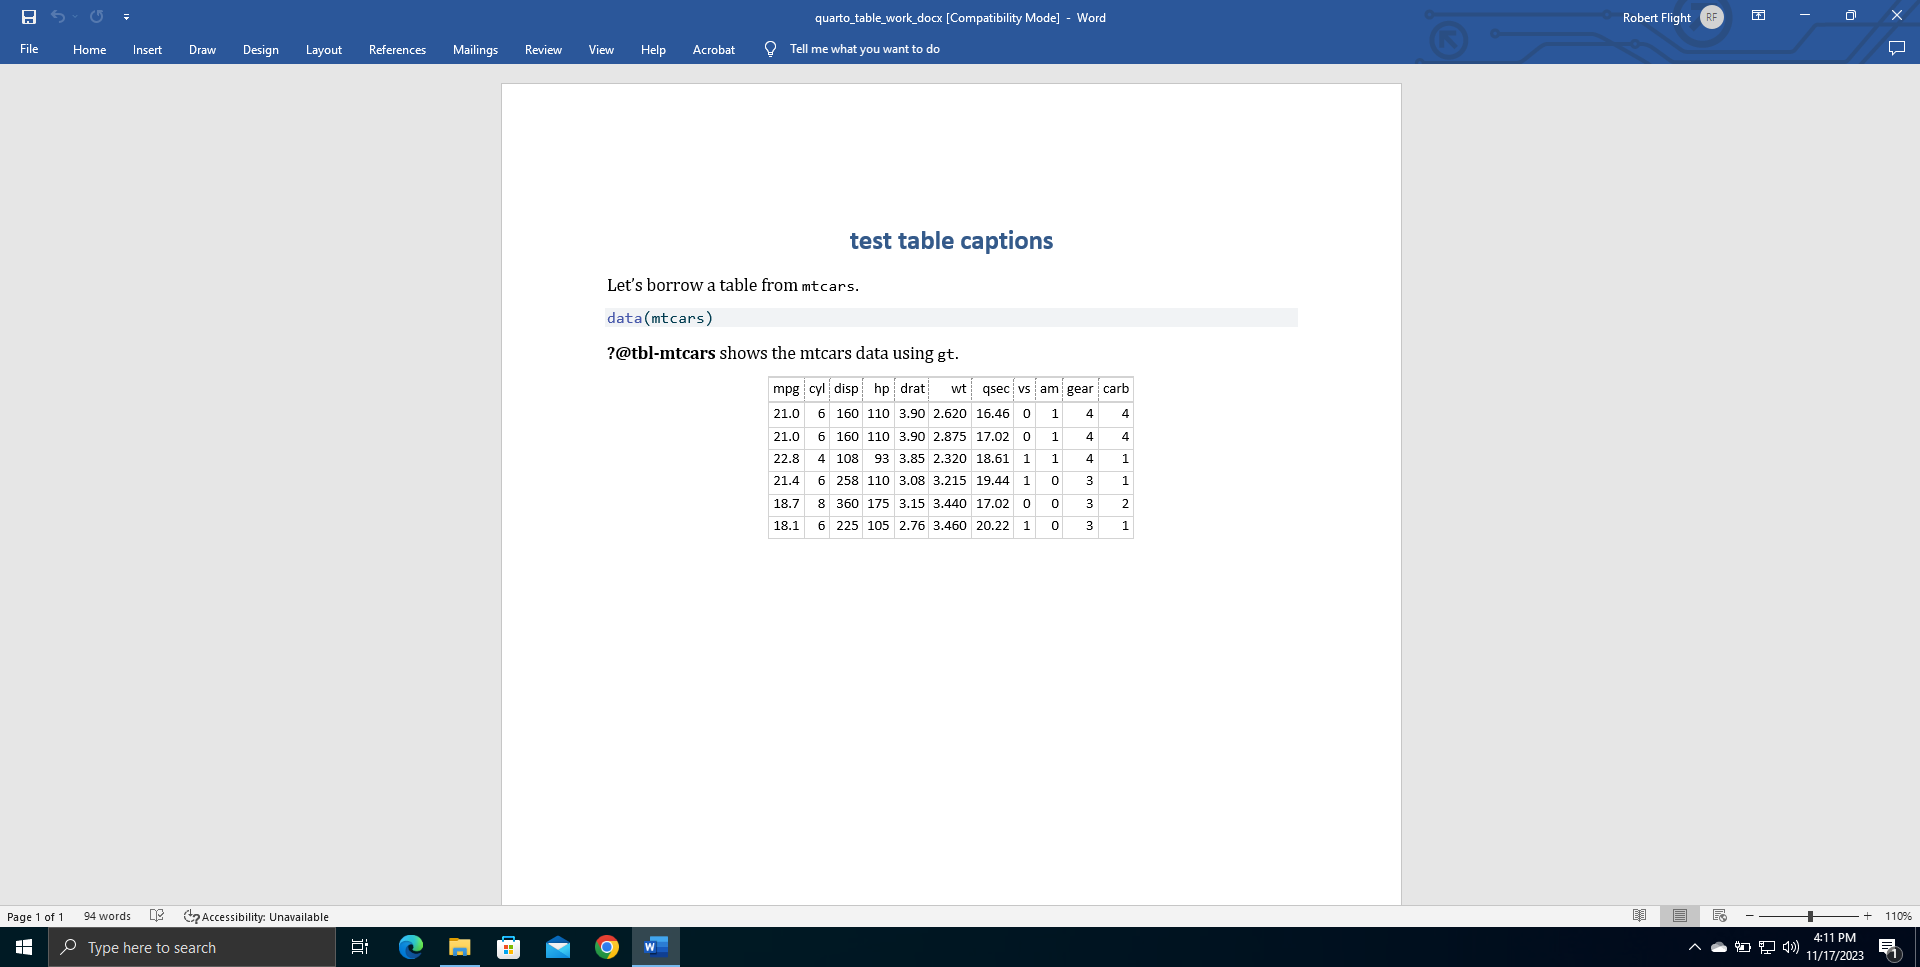 quarto_table_work_docx [Compatibility Mode] - Word
Robert Flight RF
File Home Insert Draw Design Layout References Mailings Review View Help Acrobat Tell me what you want to do
test table captions
Let’s borrow a table from mtcars.
data(mtcars)
?@tbl-mtcars shows the mtcars data using gt.
mpg cyl disp hp drat wt qsec vs am gear carb
21.0 6 160 110 3.90 2.620 16.46 0 1 4 4
21.0 6 160 110 3.90 2.875 17.02 0 1 4 4
22.8 4 108 93 3.85 2.320 18.61 1 1 4 1
21.4 6 258 110 3.08 3.215 19.44 1 0 3 1
18.7 8 360 175 3.15 3.440 17.02 0 0 3 2
18.1 6 225 105 2.76 3.460 20.22 1 0 3 1
Page 1 of 1 94 words Accessibility: Unavailable 110%
Type here to search
W
4:11 PM
11/17/2023
1